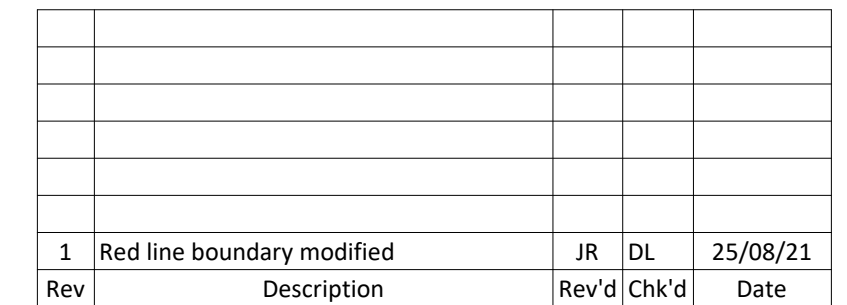 1 Red line boundary modified JR DL 25/08/21
Rev Description Rev'd Chk'd Date